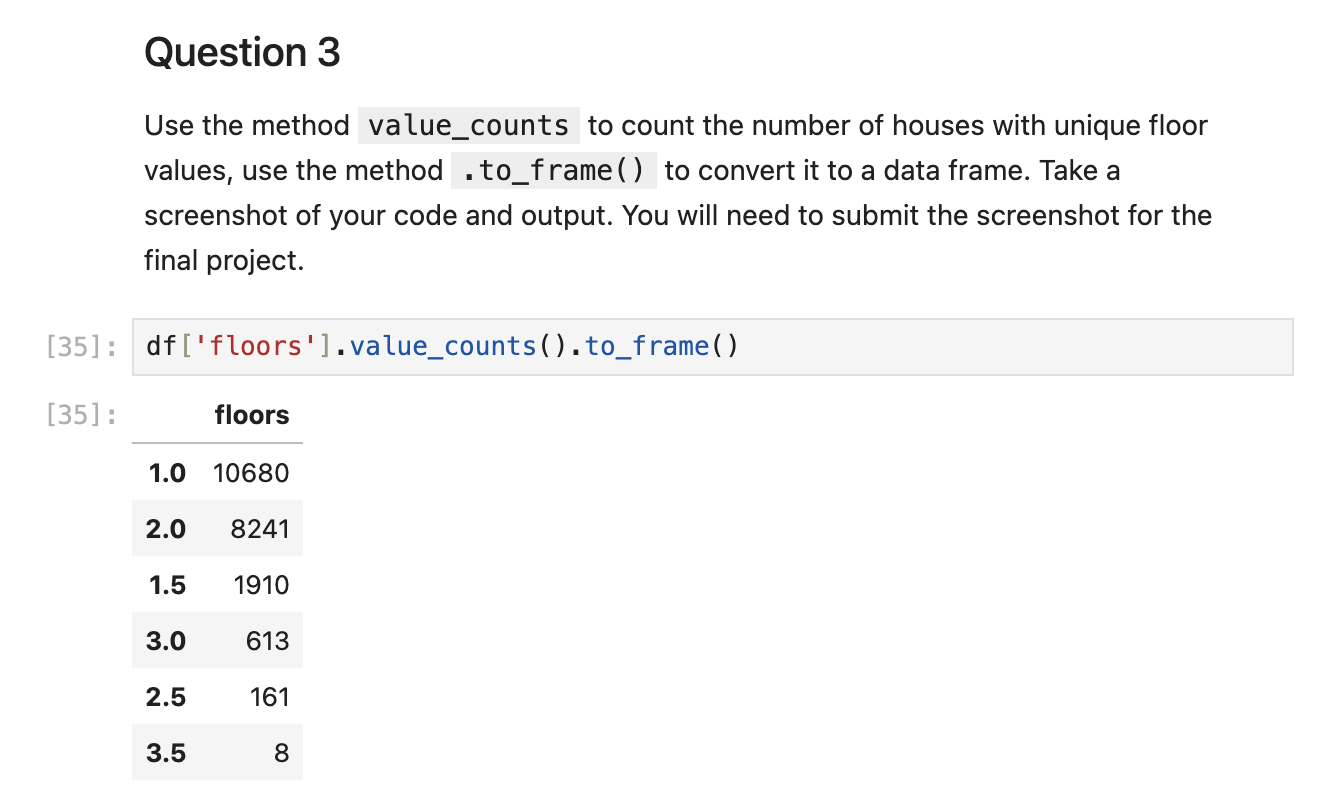 Question 3
Use the method value_counts to count the number of houses with unique floor
values, use the method .to_frame() to convert it to a data frame. Take a
screenshot of your code and output. You will need to submit the screenshot for the
final project.
[35]: df['floors'].value_counts().to_frame()
[35]: floors
1.0 10680
2.0 8241
1.5 1910
3.0 613
2.5 161
3.5 8